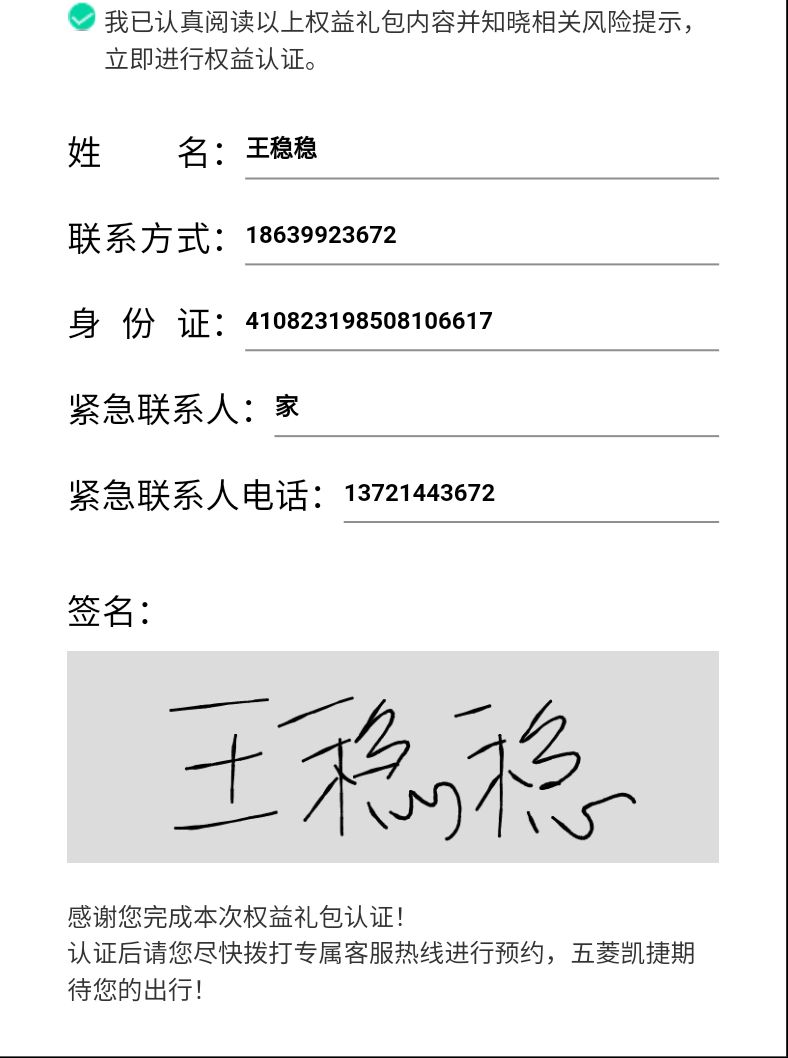 我已认真阅读以上权益礼包内容并知晓相关风险提示，
立即进行权益认证。
姓 名：王稳稳
联系方式：18639923672
身 份 证：410823198508106617
紧急联系人：家
紧急联系人电话：13721443672
签名：
王稳稳
感谢您完成本次权益礼包认证！
认证后请您尽快拨打专属客服热线进行预约，五菱凯捷期
待您的出行！